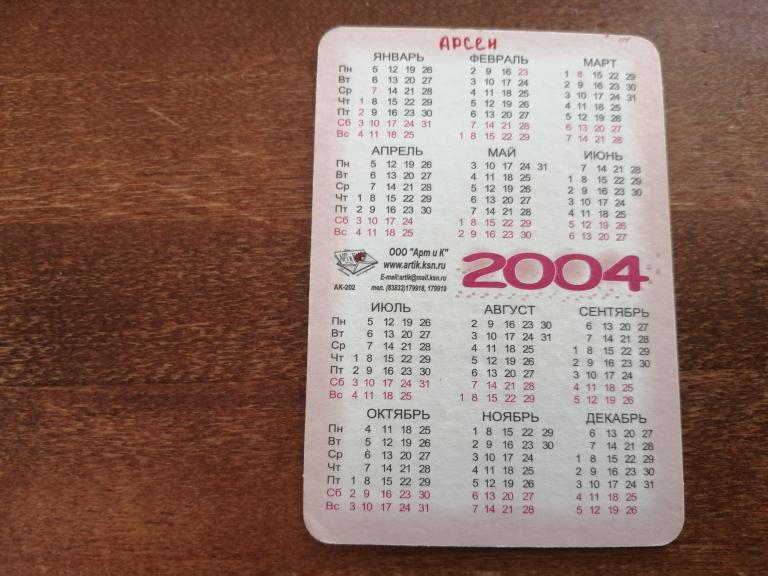 АРСЕН
ЯНВАРЬ ФЕВРАЛЬ МАРТ
Пн 5 12 19 26 2 9 16 23 1 8 15 22 29
Вт 6 13 20 27 3 10 17 24 2 9 16 23 30
Ср 7 14 21 28 4 11 18 25 3 10 17 24 31
Чт 1 8 15 22 29 5 12 19 26 4 11 18 25
Пт 2 9 16 23 30 6 13 20 27 5 12 19 26
Сб 3 10 17 24 31 7 14 21 28 6 13 20 27
Вс 4 11 18 25 1 8 15 22 29 7 14 21 28
АПРЕЛЬ МАЙ ИЮНЬ
Пн 5 12 19 26 3 10 17 24 31 7 14 21 28
Вт 6 13 20 27 4 11 18 25 1 8 15 22 29
Ср 7 14 21 28 5 12 19 26 2 9 16 23 30
Чт 1 8 15 22 29 6 13 20 27 3 10 17 24
Пт 2 9 16 23 30 7 14 21 28 4 11 18 25
Сб 3 10 17 24 1 8 15 22 29 5 12 19 26
Вс 4 11 18 25 2 9 16 23 30 6 13 20 27
ООО "Арт и К"
www.artik.ksn.ru
E-mail:artik@mail.ksn.ru
АК-202 тел. (83832)179918, 179919
2004
ИЮЛЬ АВГУСТ СЕНТЯБРЬ
Пн 5 12 19 26 2 9 16 23 30 6 13 20 27
Вт 6 13 20 27 3 10 17 24 31 7 14 21 28
Ср 7 14 21 28 4 11 18 25 1 8 15 22 29
Чт 1 8 15 22 29 5 12 19 26 2 9 16 23 30
Пт 2 9 16 23 30 6 13 20 27 3 10 17 24
Сб 3 10 17 24 31 7 14 21 28 4 11 18 25
Вс 4 11 18 25 1 8 15 22 29 5 12 19 26
ОКТЯБРЬ НОЯБРЬ ДЕКАБРЬ
Пн 4 11 18 25 1 8 15 22 29 6 13 20 27
Вт 5 12 19 26 2 9 16 23 30 7 14 21 28
Ср 6 13 20 27 3 10 17 24 1 8 15 22 29
Чт 7 14 21 28 4 11 18 25 2 9 16 23 30
Пт 1 8 15 22 29 5 12 19 26 3 10 17 24 31
Сб 2 9 16 23 30 6 13 20 27 4 11 18 25
Вс 3 10 17 24 31 7 14 21 28 5 12 19 26